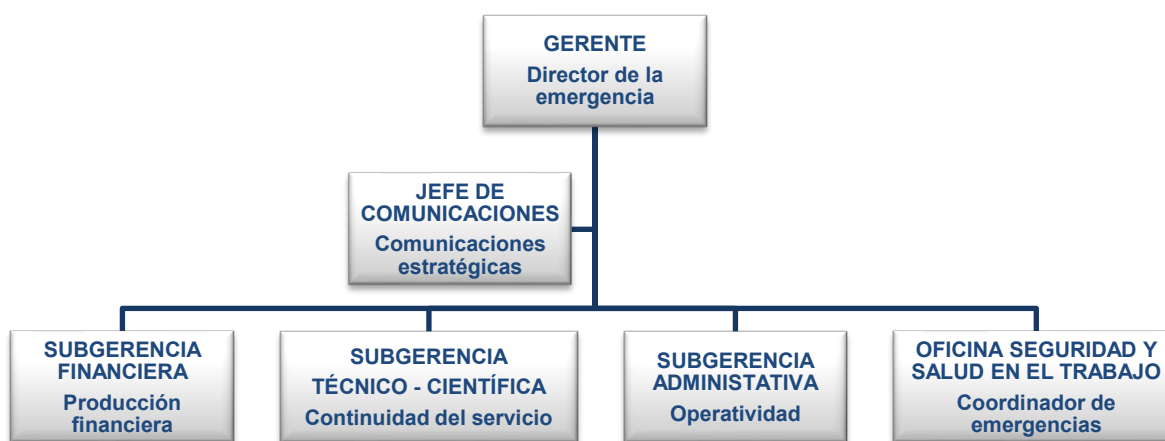 GERENTE
Director de la
emergencia
JEFE DE
COMUNICACIONES
Comunicaciones
estratégicas
SUBGERENCIA
FINANCIERA
Producción
financiera
SUBGERENCIA
TÉCNICO - CIENTÍFICA
Continuidad del servicio
SUBGERENCIA
ADMINISTATIVA
Operatividad
OFICINA SEGURIDAD Y
SALUD EN EL TRABAJO
Coordinador de
emergencias